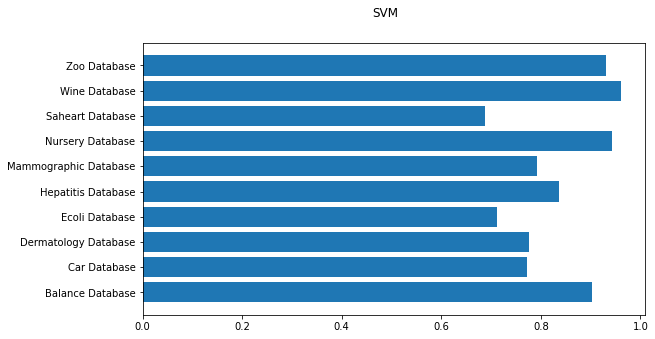 SVM
Zoo Database
Wine Database
Saheart Database
Nursery Database
Mammographic Database
Hepatitis Database
Ecoli Database
Dermatology Database
Car Database
Balance Database
0.0 0.2 0.4 0.6 0.8 1.0